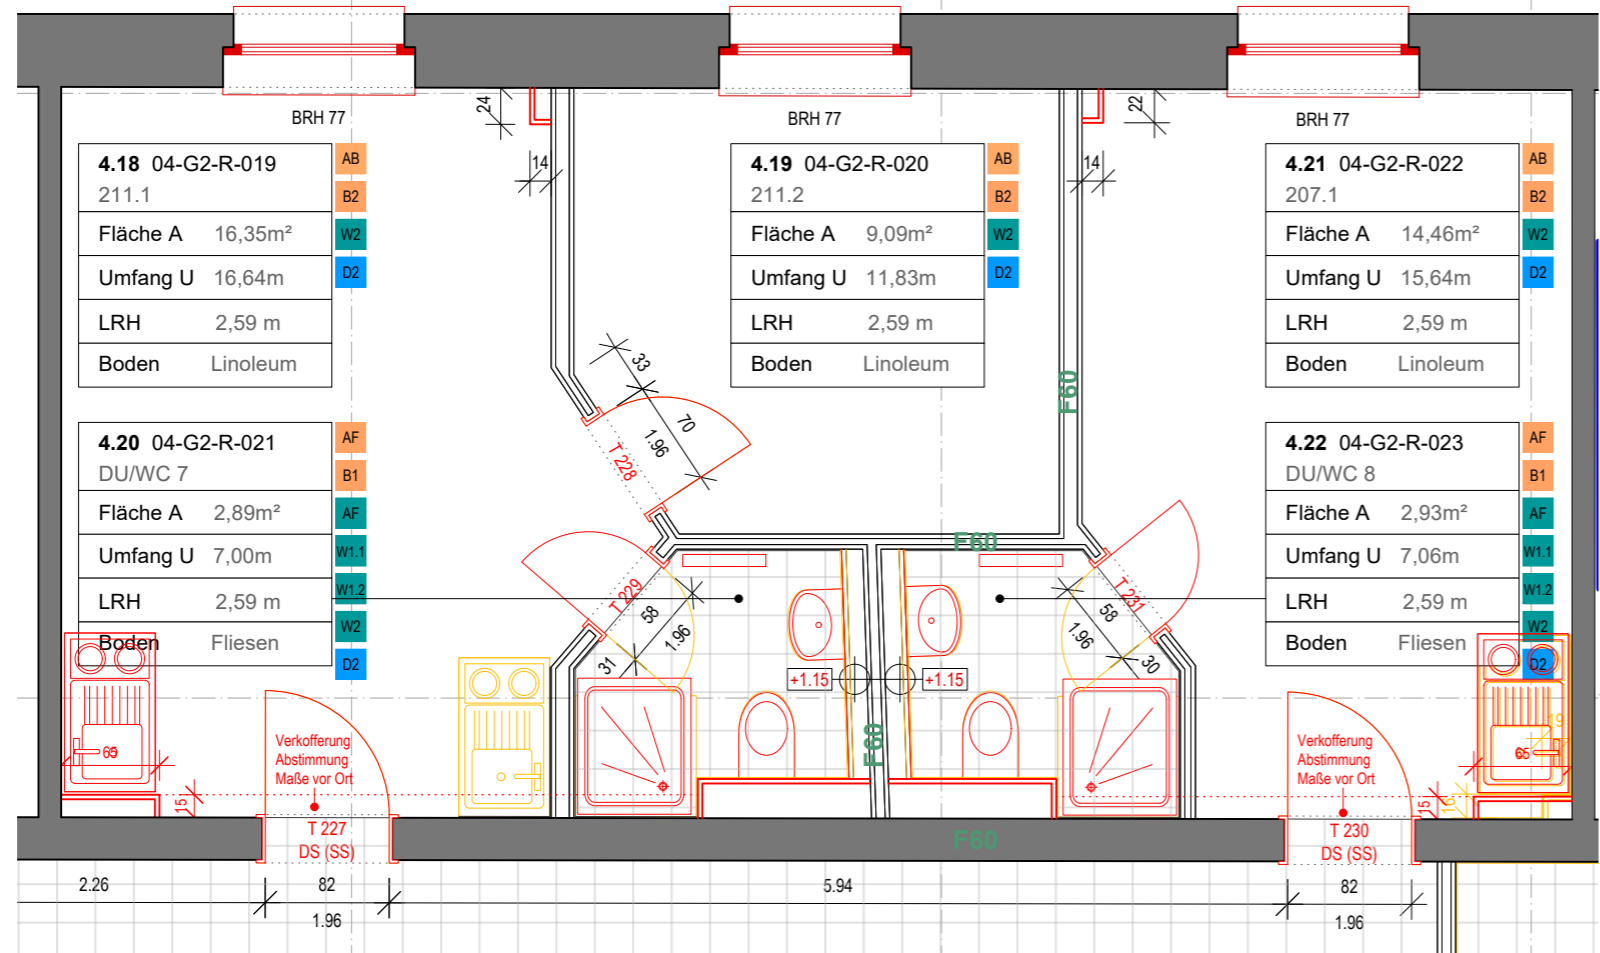 BRH 77
24
14
BRH 77
14
22
BRH 77
4.18 04-G2-R-019
211.1
Fläche A 16,35m²
Umfang U 16,64m
LRH 2,59 m
Boden Linoleum
AB
B2
W2
D2
4.19 04-G2-R-020
211.2
Fläche A 9,09m²
Umfang U 11,83m
LRH 2,59 m
Boden Linoleum
AB
B2
W2
D2
4.21 04-G2-R-022
207.1
Fläche A 14,46m²
Umfang U 15,64m
LRH 2,59 m
Boden Linoleum
AB
B2
W2
D2
33
70
1.96
T 228
F60
4.20 04-G2-R-021
DU/WC 7
Fläche A 2,89m²
Umfang U 7,00m
LRH 2,59 m
Boden Fliesen
AF
B1
AF
W1.1
W1.2
W2
D2
4.22 04-G2-R-023
DU/WC 8
Fläche A 2,93m²
Umfang U 7,06m
LRH 2,59 m
Boden Fliesen
AF
B1
AF
W1.1
W1.2
W2
D2
F60
T 229
58
1.96
31
T 231
58
1.96
30
+1.15
+1.15
F60
65
15
Verkofferung
Abstimmung
Maße vor Ort
T 227
DS (SS)
F60
Verkofferung
Abstimmung
Maße vor Ort
T 230
DS (SS)
19
65
15
16
2.26
82
1.96
5.94
82
1.96